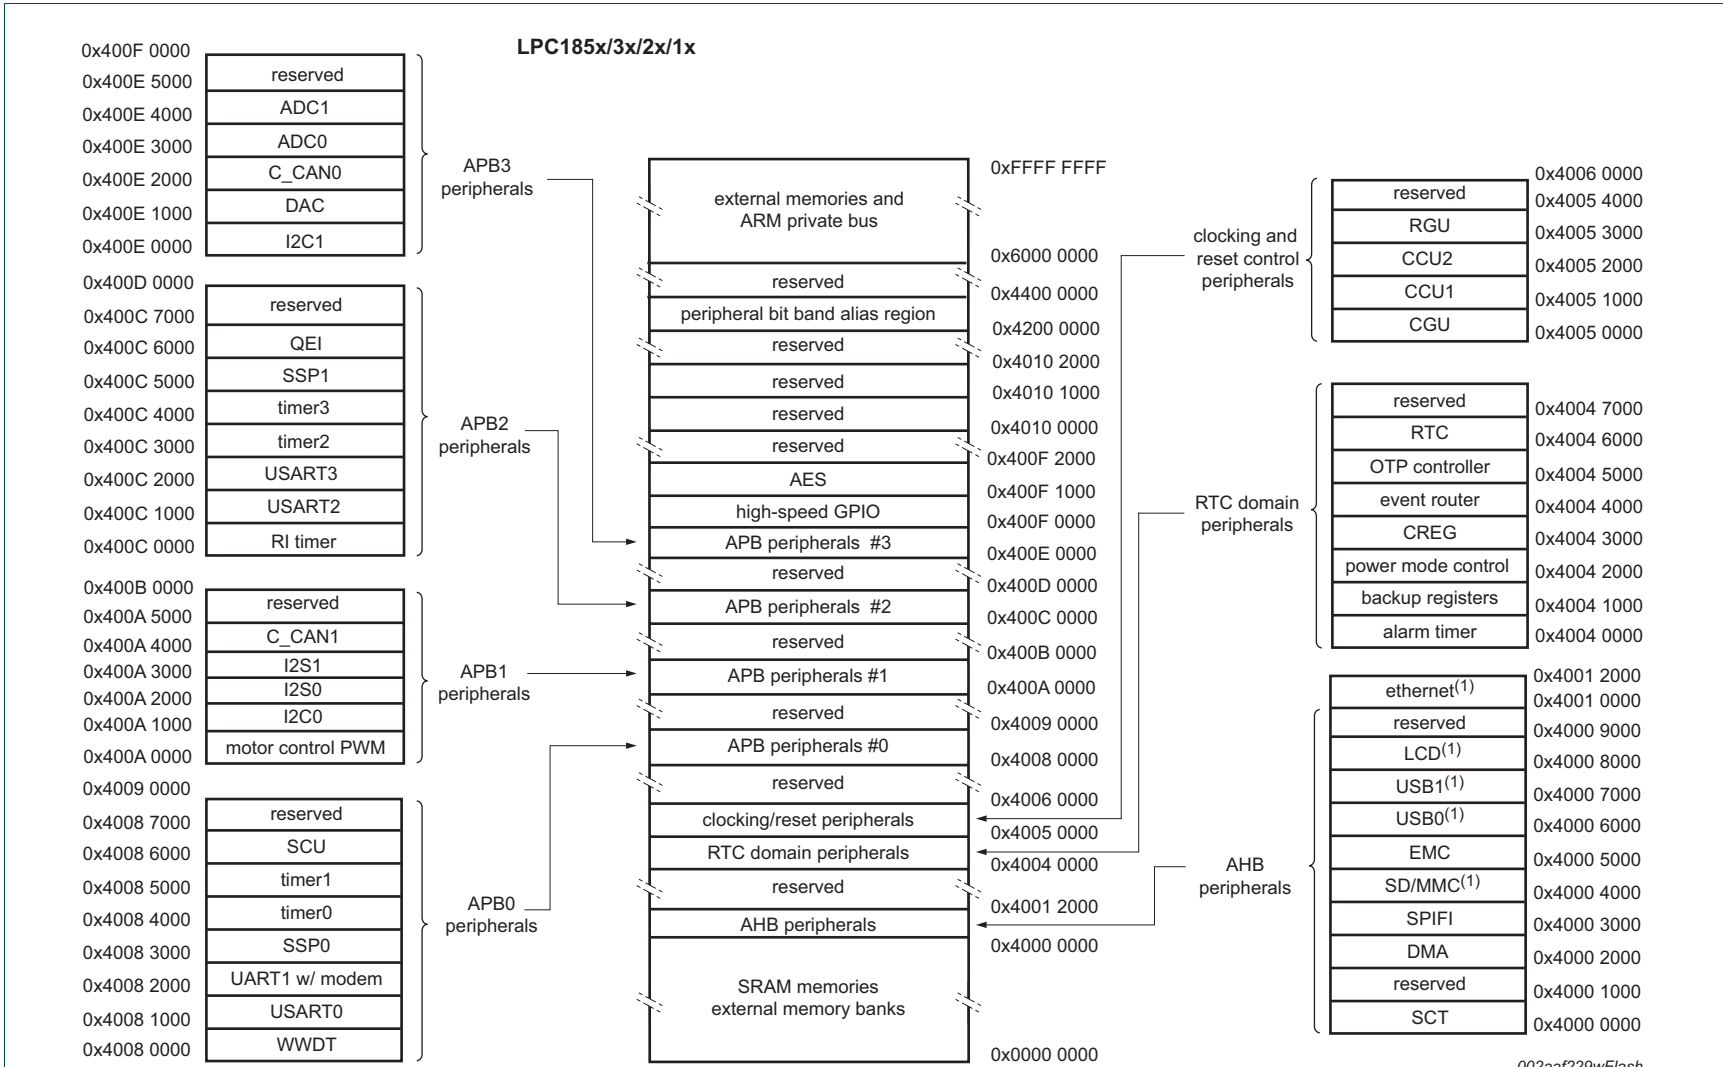 LPC185x/3x/2x/1x
0x400F 0000
reserved
0x400E 5000
ADC1
0x400E 4000
ADC0
0x400E 3000
C_CAN0
0x400E 2000
DAC
0x400E 1000
I2C1
0x400E 0000
APB3
peripherals
0x400D 0000
reserved
0x400C 7000
QEI
0x400C 6000
SSP1
0x400C 5000
timer3
0x400C 4000
timer2
0x400C 3000
USART3
0x400C 2000
USART2
0x400C 1000
RI timer
0x400C 0000
APB2
peripherals
0x400B 0000
reserved
0x400A 5000
C_CAN1
0x400A 4000
I2S1
0x400A 3000
I2S0
0x400A 2000
I2C0
0x400A 1000
motor control PWM
0x400A 0000
APB1
peripherals
0x4009 0000
reserved
0x4008 7000
SCU
0x4008 6000
timer1
0x4008 5000
timer0
0x4008 4000
SSP0
0x4008 3000
UART1 w/ modem
0x4008 2000
USART0
0x4008 1000
WWDT
0x4008 0000
APB0
peripherals
0xFFFF FFFF
external memories and
ARM private bus
0x6000 0000
reserved
0x4400 0000
peripheral bit band alias region
0x4200 0000
reserved
0x4010 2000
reserved
0x4010 1000
reserved
0x4010 0000
reserved
0x400F 2000
AES
0x400F 1000
high-speed GPIO
0x400F 0000
APB peripherals #3
0x400E 0000
reserved
0x400D 0000
APB peripherals #2
0x400C 0000
reserved
0x400B 0000
APB peripherals #1
0x400A 0000
reserved
0x4009 0000
APB peripherals #0
0x4008 0000
reserved
0x4006 0000
clocking/reset peripherals
0x4005 0000
RTC domain peripherals
0x4004 0000
reserved
0x4001 2000
AHB peripherals
0x4000 0000
SRAM memories
external memory banks
0x0000 0000
clocking and
reset control
peripherals
0x4006 0000
reserved
0x4005 4000
RGU
0x4005 3000
CCU2
0x4005 2000
CCU1
0x4005 1000
CGU
0x4005 0000
RTC domain
peripherals
reserved
0x4004 7000
RTC
0x4004 6000
OTP controller
0x4004 5000
event router
0x4004 4000
CREG
0x4004 3000
power mode control
0x4004 2000
backup registers
0x4004 1000
alarm timer
0x4004 0000
AHB
peripherals
0x4001 2000
ethernet(1)
0x4001 0000
reserved
0x4000 9000
LCD(1)
0x4000 8000
USB1(1)
0x4000 7000
USB0(1)
0x4000 6000
EMC
0x4000 5000
SD/MMC(1)
0x4000 4000
SPIFI
0x4000 3000
DMA
0x4000 2000
reserved
0x4000 1000
SCT
0x4000 0000
002aaf229wFlash